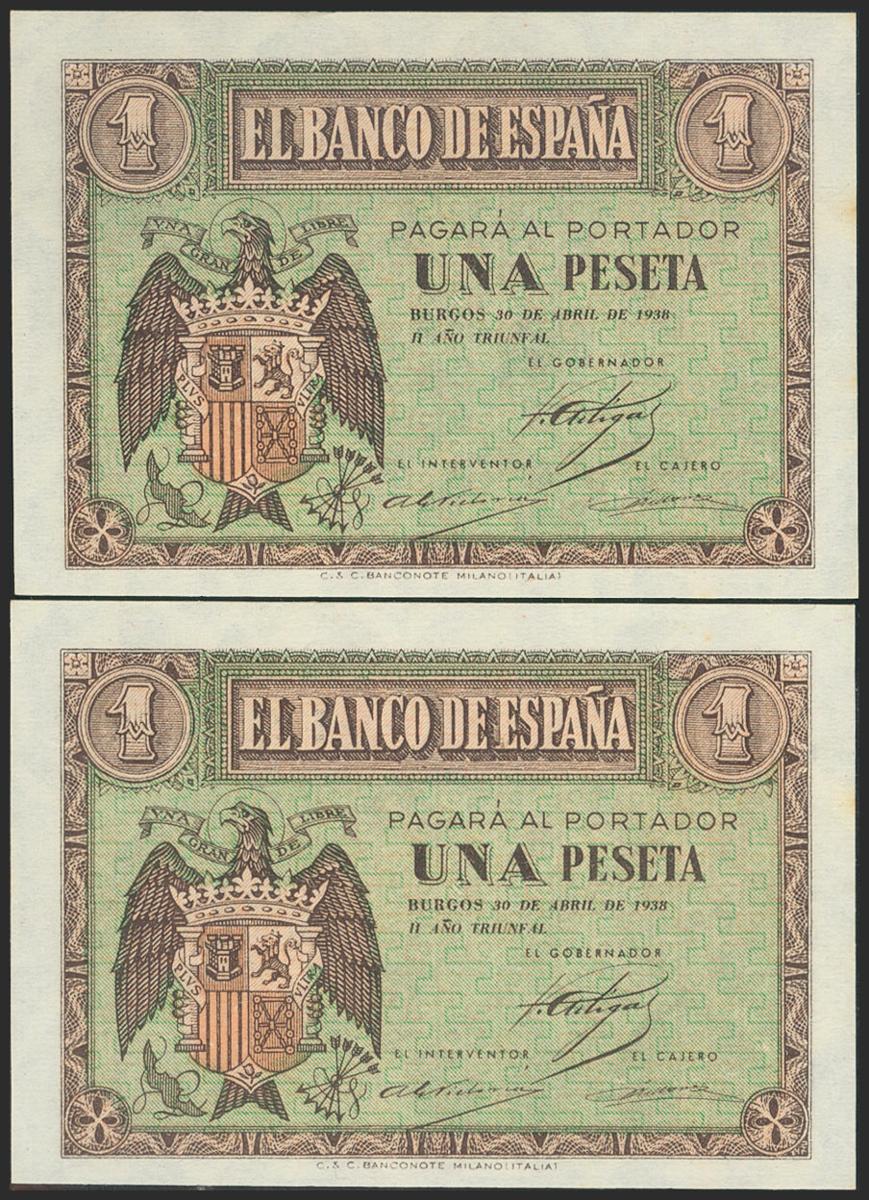 1 EL BANCO DE ESPAÑA 1
VNA GRANDE LIBRE
PAGARÁ AL PORTADOR
UNA PESETA
BURGOS 30 DE ABRIL DE 1938
II AÑO TRIUNFAL
EL GOBERNADOR
PLVS VLTRA
EL INTERVENTOR EL CAJERO
C. & C. BANCONOTE MILANO (ITALIA)
1 EL BANCO DE ESPAÑA 1
VNA GRANDE LIBRE
PAGARÁ AL PORTADOR
UNA PESETA
BURGOS 30 DE ABRIL DE 1938
II AÑO TRIUNFAL
EL GOBERNADOR
PLVS VLTRA
EL INTERVENTOR EL CAJERO
C. & C. BANCONOTE MILANO (ITALIA)